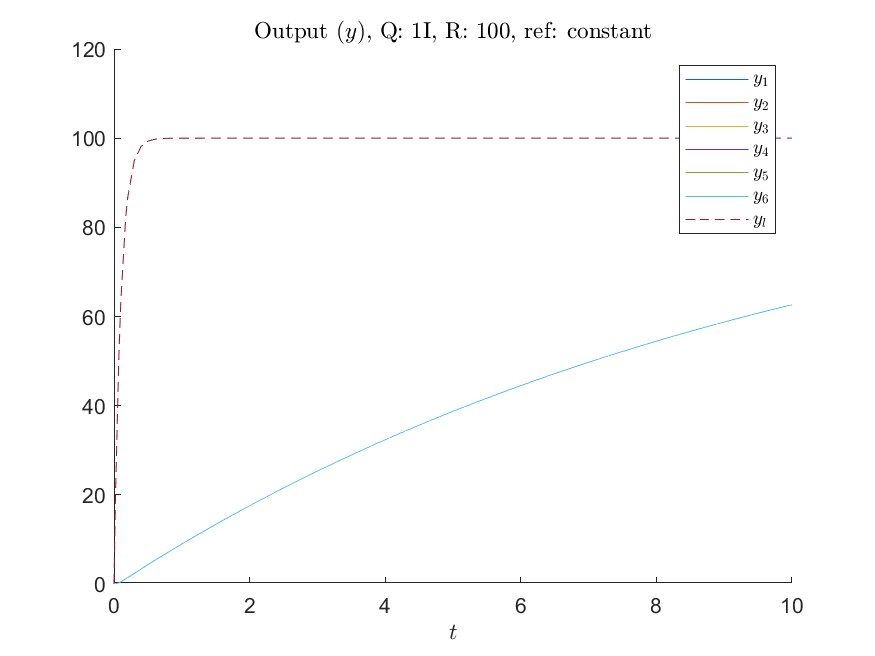 Output (y), Q: 1I, R: 100, ref: constant
120
100
80
60
40
20
0
y₁
y₂
y₃
y₄
y₅
y₆
yₗ
0 2 4 6 8 10
t